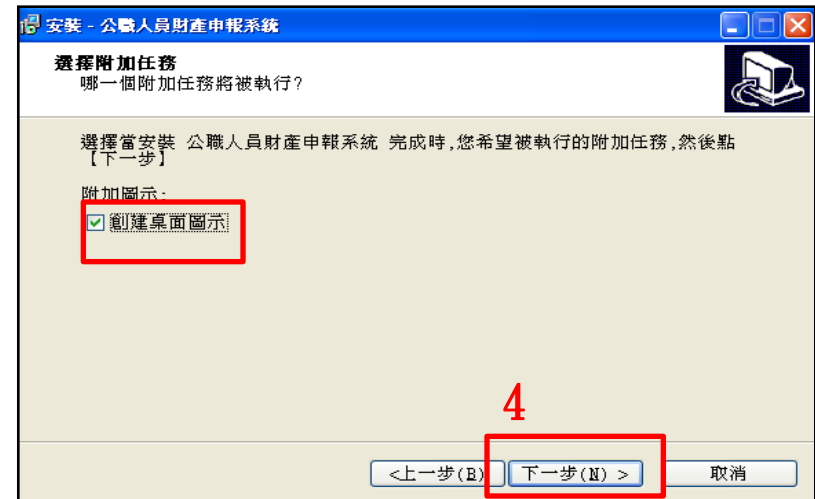 安裝 - 公職人員財產申報系統
選擇附加任務
哪一個附加任務將被執行?
選擇當安裝 公職人員財產申報系統 完成時,您希望被執行的附加任務,然後點
【下一步】
附加圖示:
創建桌面圖示
4
<上一步(B) 下一步(N) > 取消